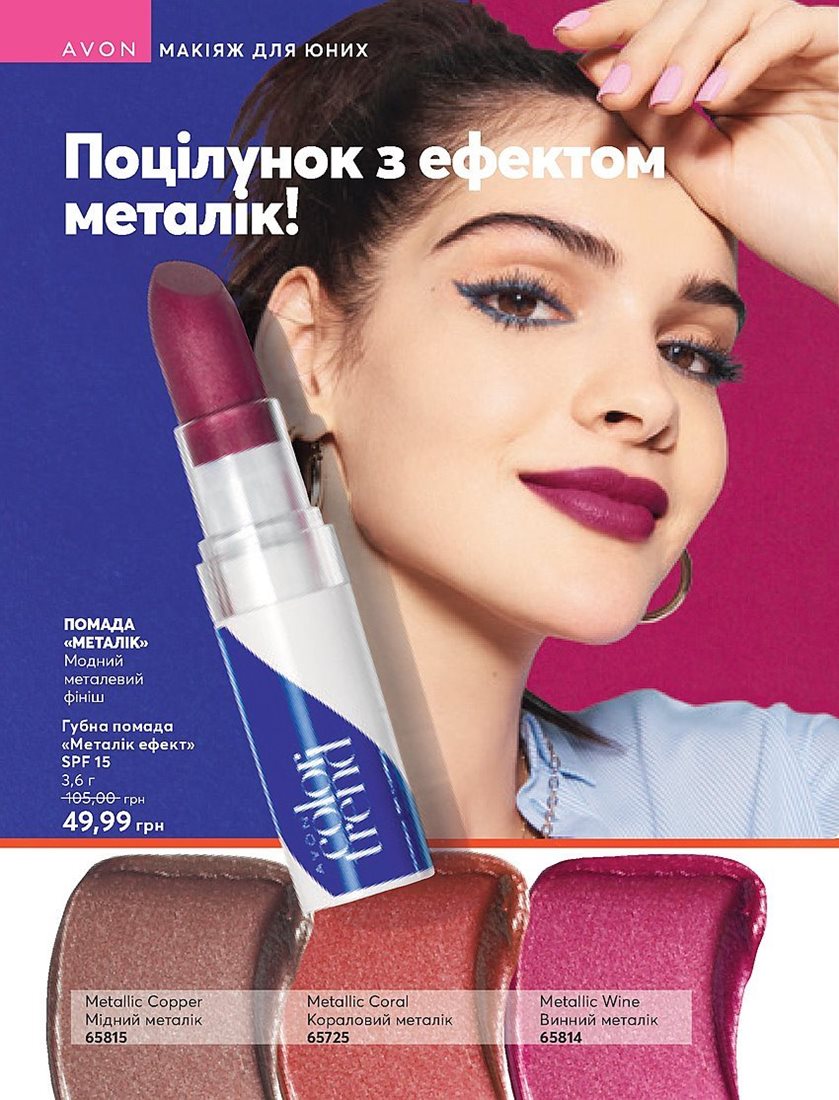 AVON МАКІЯЖ ДЛЯ ЮНИХ
Поцілунок з ефектом
металік!
ПОМАДА
«МЕТАЛІК»
Модний
металевий
фініш
Губна помада
«Металік ефект»
SPF 15
3,6 г
105,00 грн
49,99 грн
AVON
color
trend
Metallic Copper
Мідний металік
65815
Metallic Coral
Кораловий металік
65725
Metallic Wine
Винний металік
65814